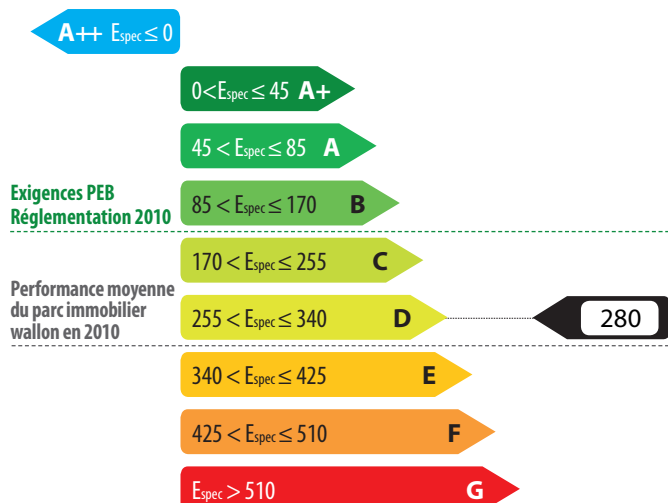 A++ Espec ≤ 0
0<Espec ≤ 45 A+
45 < Espec ≤ 85 A
Exigences PEB
Réglementation 2010
85 < Espec ≤ 170 B
170 < Espec ≤ 255 C
Performance moyenne
du parc immobilier
wallon en 2010
255 < Espec ≤ 340 D
280
340 < Espec ≤ 425 E
425 < Espec ≤ 510 F
Espec > 510 G